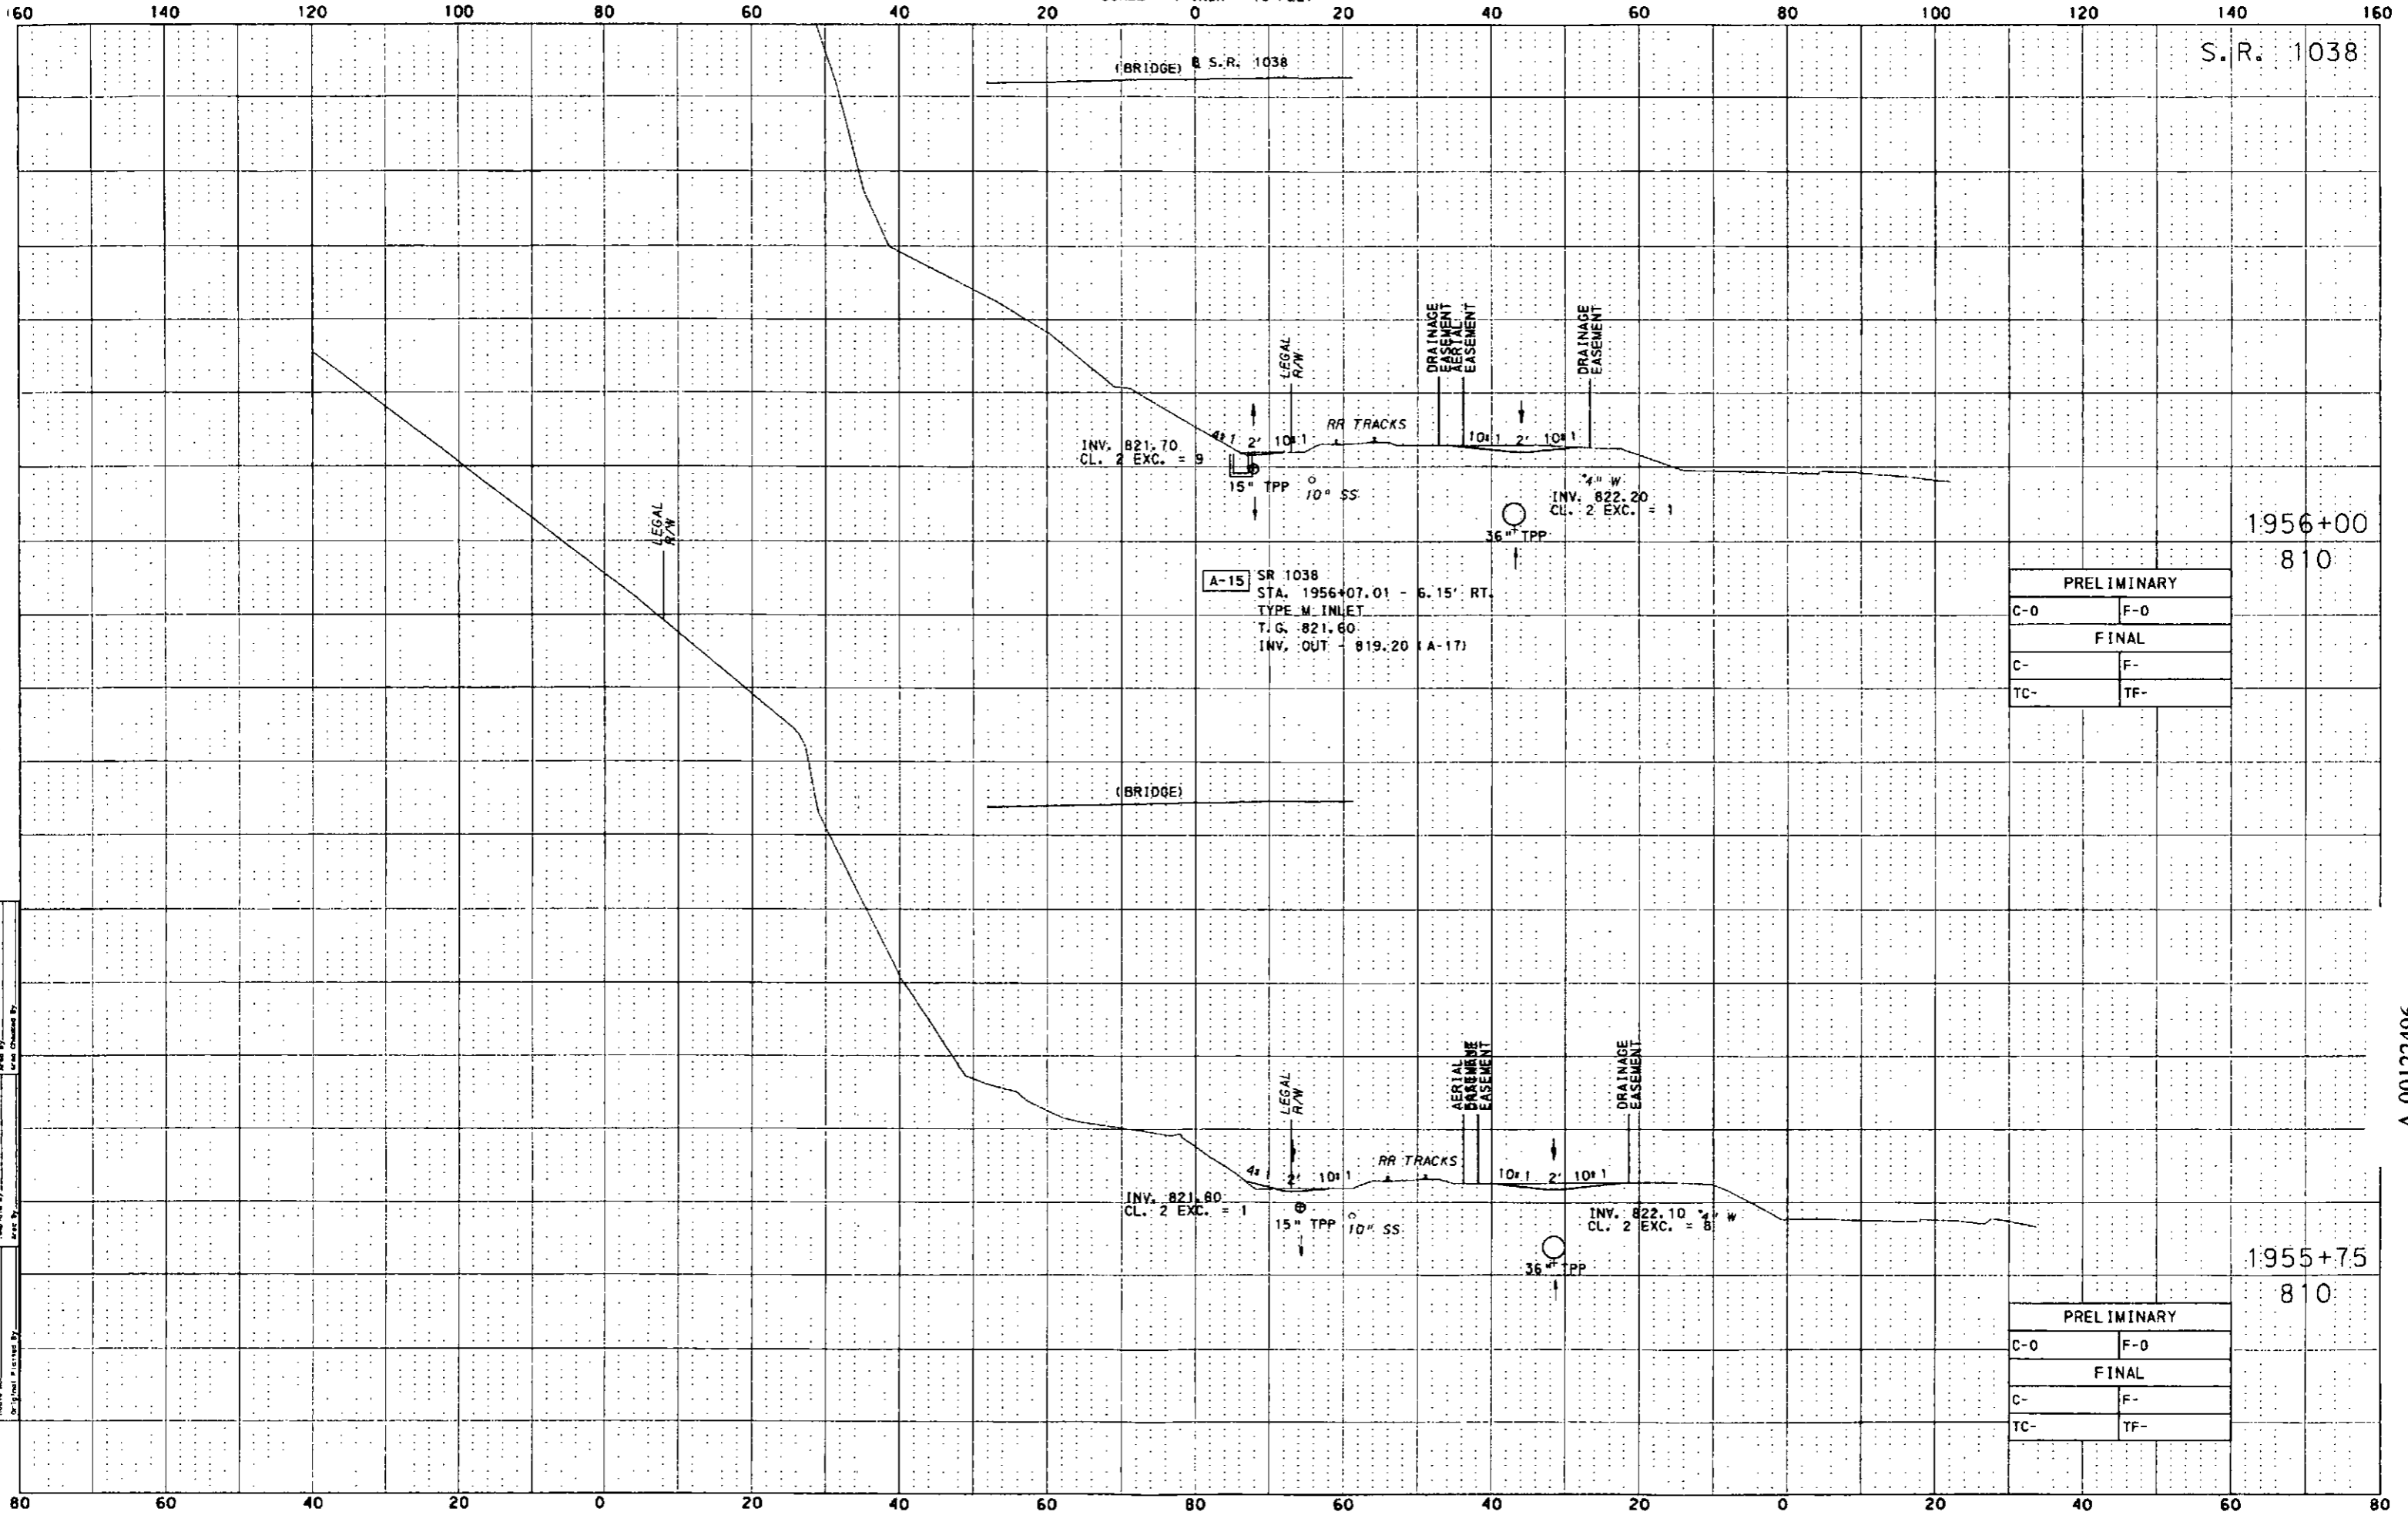 160 140 120 100 80 60 40 20 0 20 40 60 80 100 120 140 160
S.R. 1038
(BRIDGE) S.R. 1038
DRAINAGE
EASEMENT
AERIAL
EASEMENT
DRAINAGE
EASEMENT
LEGAL
R/W
RR TRACKS
4:1 2' 10:1
10:1 2' 10:1
INV. 821.70
CL. 2 EXC. = 9
15" TPP
10" SS
4" W
INV. 822.20
CL. 2 EXC. = 1
36" TPP
LEGAL
R/W
1956+00
810
A-15 SR 1038
STA. 1956+07.01 - 6.15' RT.
TYPE M INLET
T.G. 821.60
INV. OUT - 819.20 (A-17)
PRELIMINARY
C-0 F-0
FINAL
C- F-
TC- TF-
(BRIDGE)
AERIAL
EASEMENT
DRAINAGE
EASEMENT
DRAINAGE
EASEMENT
LEGAL
R/W
RR TRACKS
4:1 2' 10:1
10:1 2' 10:1
INV. 821.60
CL. 2 EXC. = 1
15" TPP
10" SS
INV. 822.10 4" W
CL. 2 EXC. = 8
36" TPP
1955+75
810
PRELIMINARY
C-0 F-0
FINAL
C- F-
TC- TF-
Original Plotted By
80 60 40 20 0 20 40 60 80 60 40 20 0 20 40 60 80